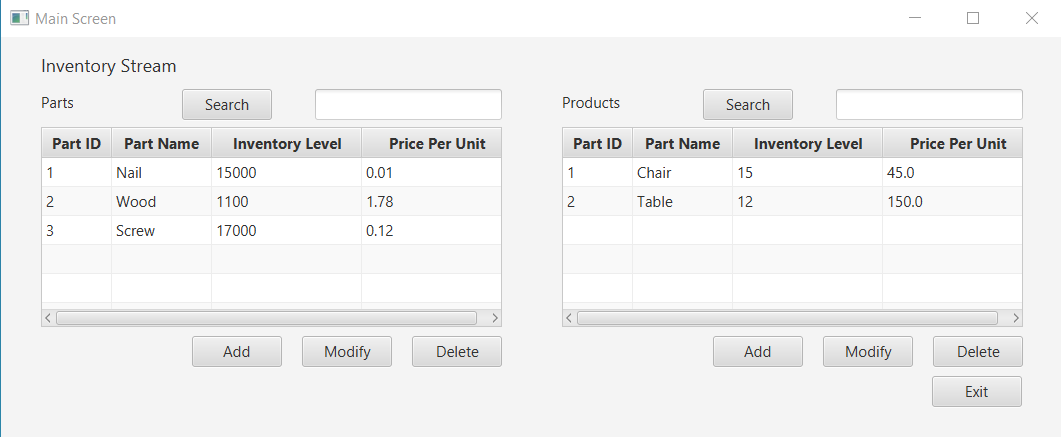 Main Screen
Inventory Stream
Parts Search
Part ID Part Name Inventory Level Price Per Unit
1 Nail 15000 0.01
2 Wood 1100 1.78
3 Screw 17000 0.12
Add Modify Delete
Products Search
Part ID Part Name Inventory Level Price Per Unit
1 Chair 15 45.0
2 Table 12 150.0
Add Modify Delete
Exit